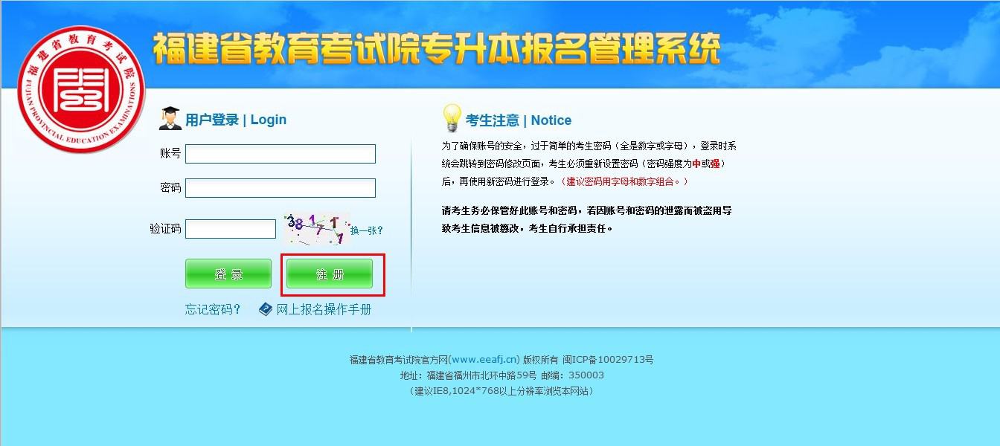 福建省教育考试院专升本报名管理系统
福建省教育考试院
FUJIAN PROVINCIAL EDUCATION EXAMINATIONS
用户登录 | Login
账号
密码
验证码
381711
换一张?
登 录
注 册
忘记密码?
网上报名操作手册
考生注意 | Notice
为了确保账号的安全，过于简单的考生密码（全是数字或字母），登录时系
统会跳转到密码修改页面，考生必须重新设置密码（密码强度为中或强）
后，再使用新密码进行登录。（建议密码用字母和数字组合。）
请考生务必保管好此账号和密码，若因账号和密码的泄露而被盗用导
致考生信息被篡改，考生自行承担责任。
福建省教育考试院官方网(www.eeafj.cn) 版权所有 闽ICP备10029713号
地址：福建省福州市北环中路59号 邮编：350003
（建议IE8,1024*768以上分辨率浏览本网站）